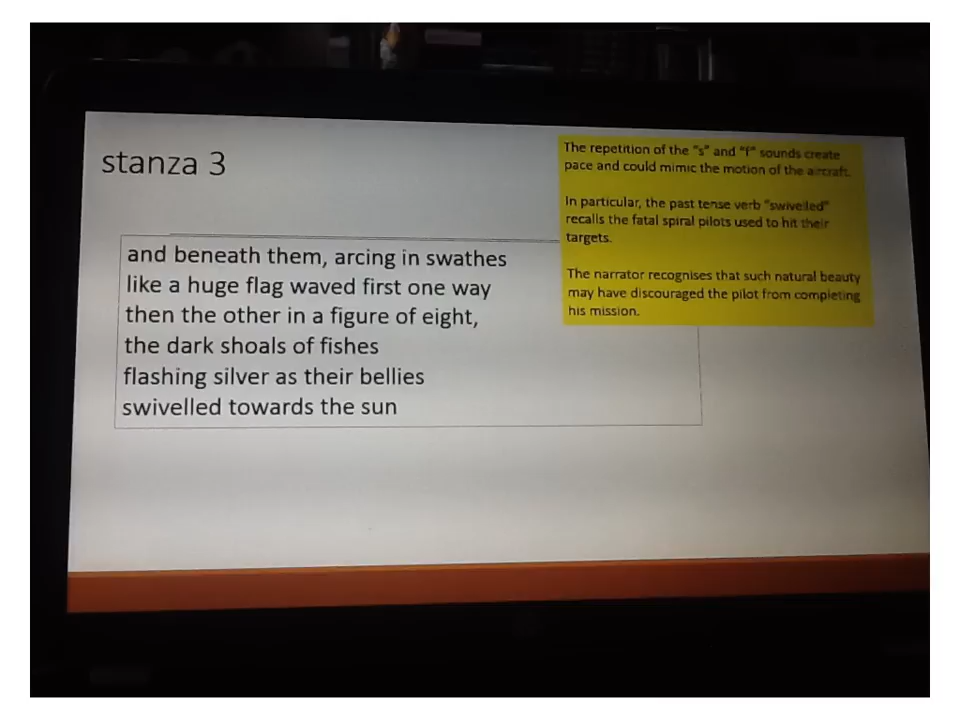 stanza 3
and beneath them, arcing in swathes
like a huge flag waved first one way
then the other in a figure of eight,
the dark shoals of fishes
flashing silver as their bellies
swivelled towards the sun
The repetition of the "s" and "f" sounds create
pace and could mimic the motion of the aircraft.
In particular, the past tense verb "swivelled"
recalls the fatal spiral pilots used to hit their
targets.
The narrator recognises that such natural beauty
may have discouraged the pilot from completing
his mission.